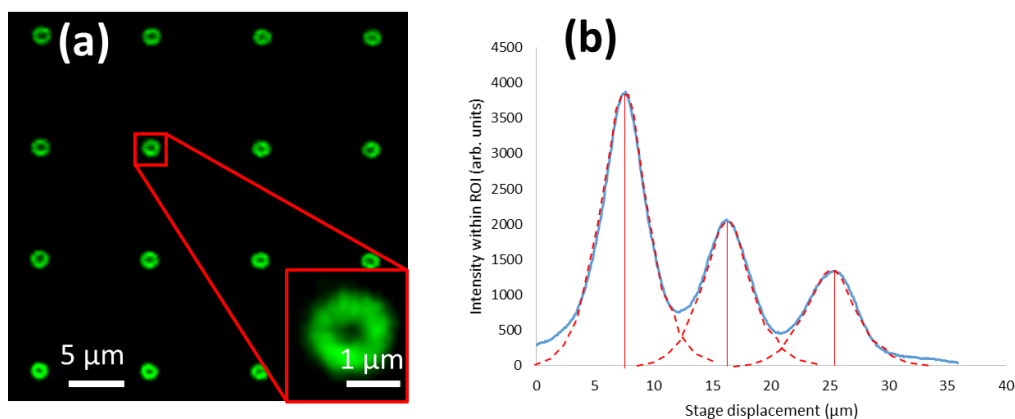 (a)
5 µm
1 µm
(b)
Intensity within ROI (arb. units)
4500
4000
3500
3000
2500
2000
1500
1000
500
0
0 5 10 15 20 25 30 35 40
Stage displacement (µm)